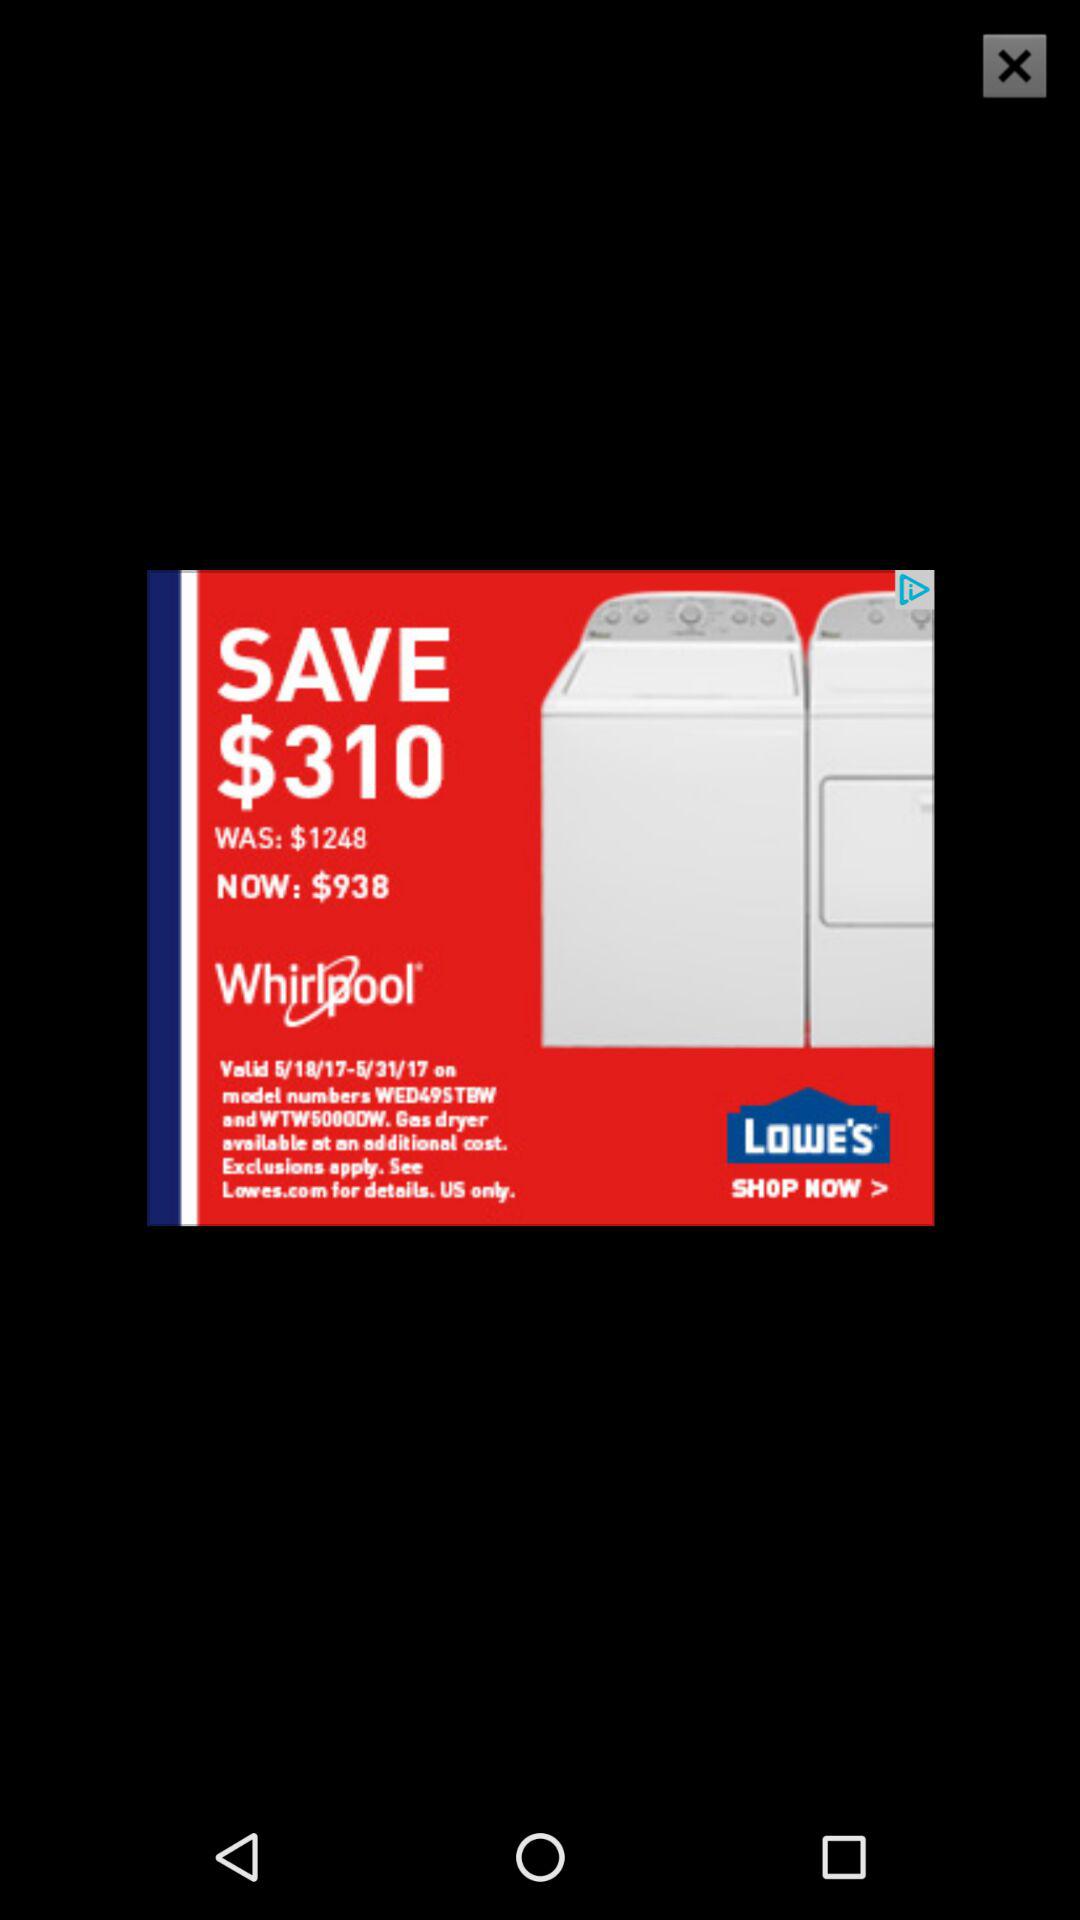 SAVE
$310
WAS: $1248
NOW: $938
Whirlpool®
Valid 5/18/17-5/31/17 on
model numbers WED49STBW
and WTW5000DW. Gas dryer
available at an additional cost.
Exclusions apply. See
Lowes.com for details. US only.
LOWE'S
SHOP NOW >